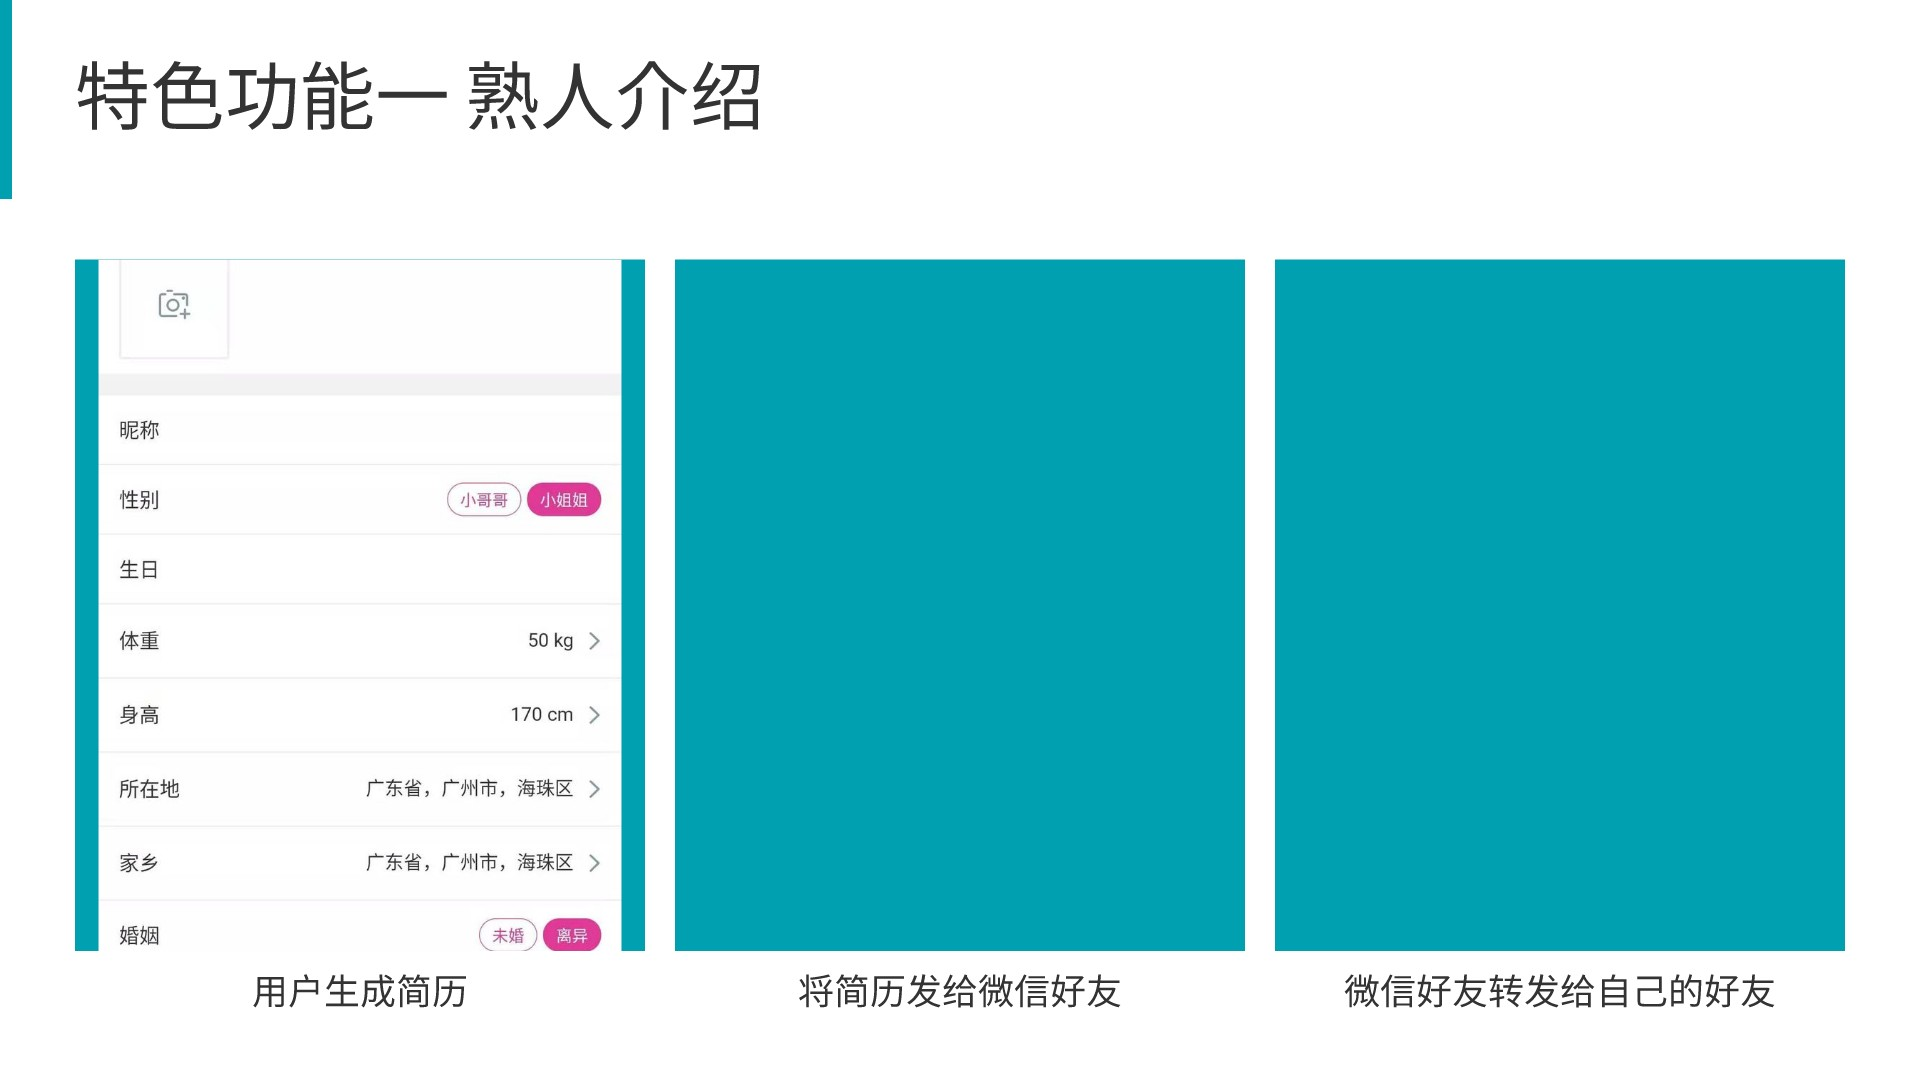 特色功能一 熟人介绍
昵称
性别 小哥哥 小姐姐
生日
体重 50 kg
身高 170 cm
所在地 广东省，广州市，海珠区
家乡 广东省，广州市，海珠区
婚姻 未婚 离异
用户生成简历
将简历发给微信好友
微信好友转发给自己的好友